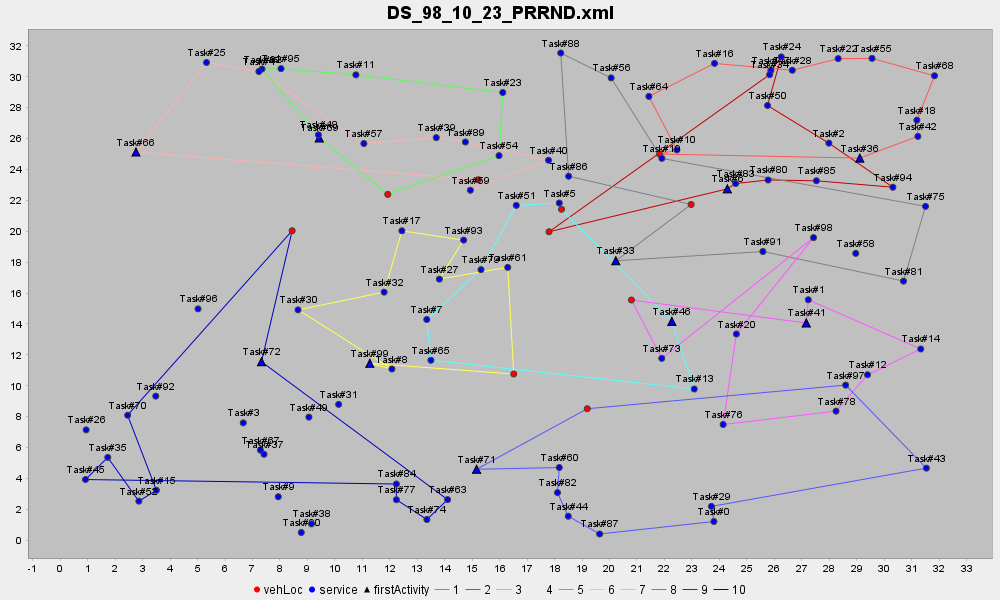 DS_98_10_23_PRRND.xml
32
30
28
26
24
22
20
18
16
14
12
10
8
6
4
2
0
Task#88
Task#24
Task#22
Task#55
Task#16
Task#25
Task#95
Task#28
Task#68
Task#56
Task#11
Task#23
Task#64
Task#50
Task#18
Task#48
Task#57
Task#39
Task#89
Task#10
Task#2
Task#42
Task#66
Task#54
Task#40
Task#36
Task#86
Task#83
Task#80
Task#85
Task#94
Task#69
Task#51
Task#5
Task#75
Task#17
Task#93
Task#98
Task#33
Task#91
Task#58
Task#79
Task#61
Task#27
Task#81
Task#32
Task#96
Task#30
Task#7
Task#46
Task#1
Task#41
Task#20
Task#14
Task#72
Task#99
Task#8
Task#65
Task#73
Task#13
Task#12
Task#97
Task#92
Task#70
Task#31
Task#49
Task#78
Task#76
Task#26
Task#3
Task#67
Task#37
Task#35
Task#45
Task#52
Task#15
Task#84
Task#77
Task#63
Task#74
Task#71
Task#60
Task#82
Task#44
Task#87
Task#29
Task#0
Task#43
Task#9
Task#38
-1 0 1 2 3 4 5 6 7 8 9 10 11 12 13 14 15 16 17 18 19 20 21 22 23 24 25 26 27 28 29 30 31 32 33
vehLoc service firstActivity 1 2 3 4 5 6 7 8 9 10